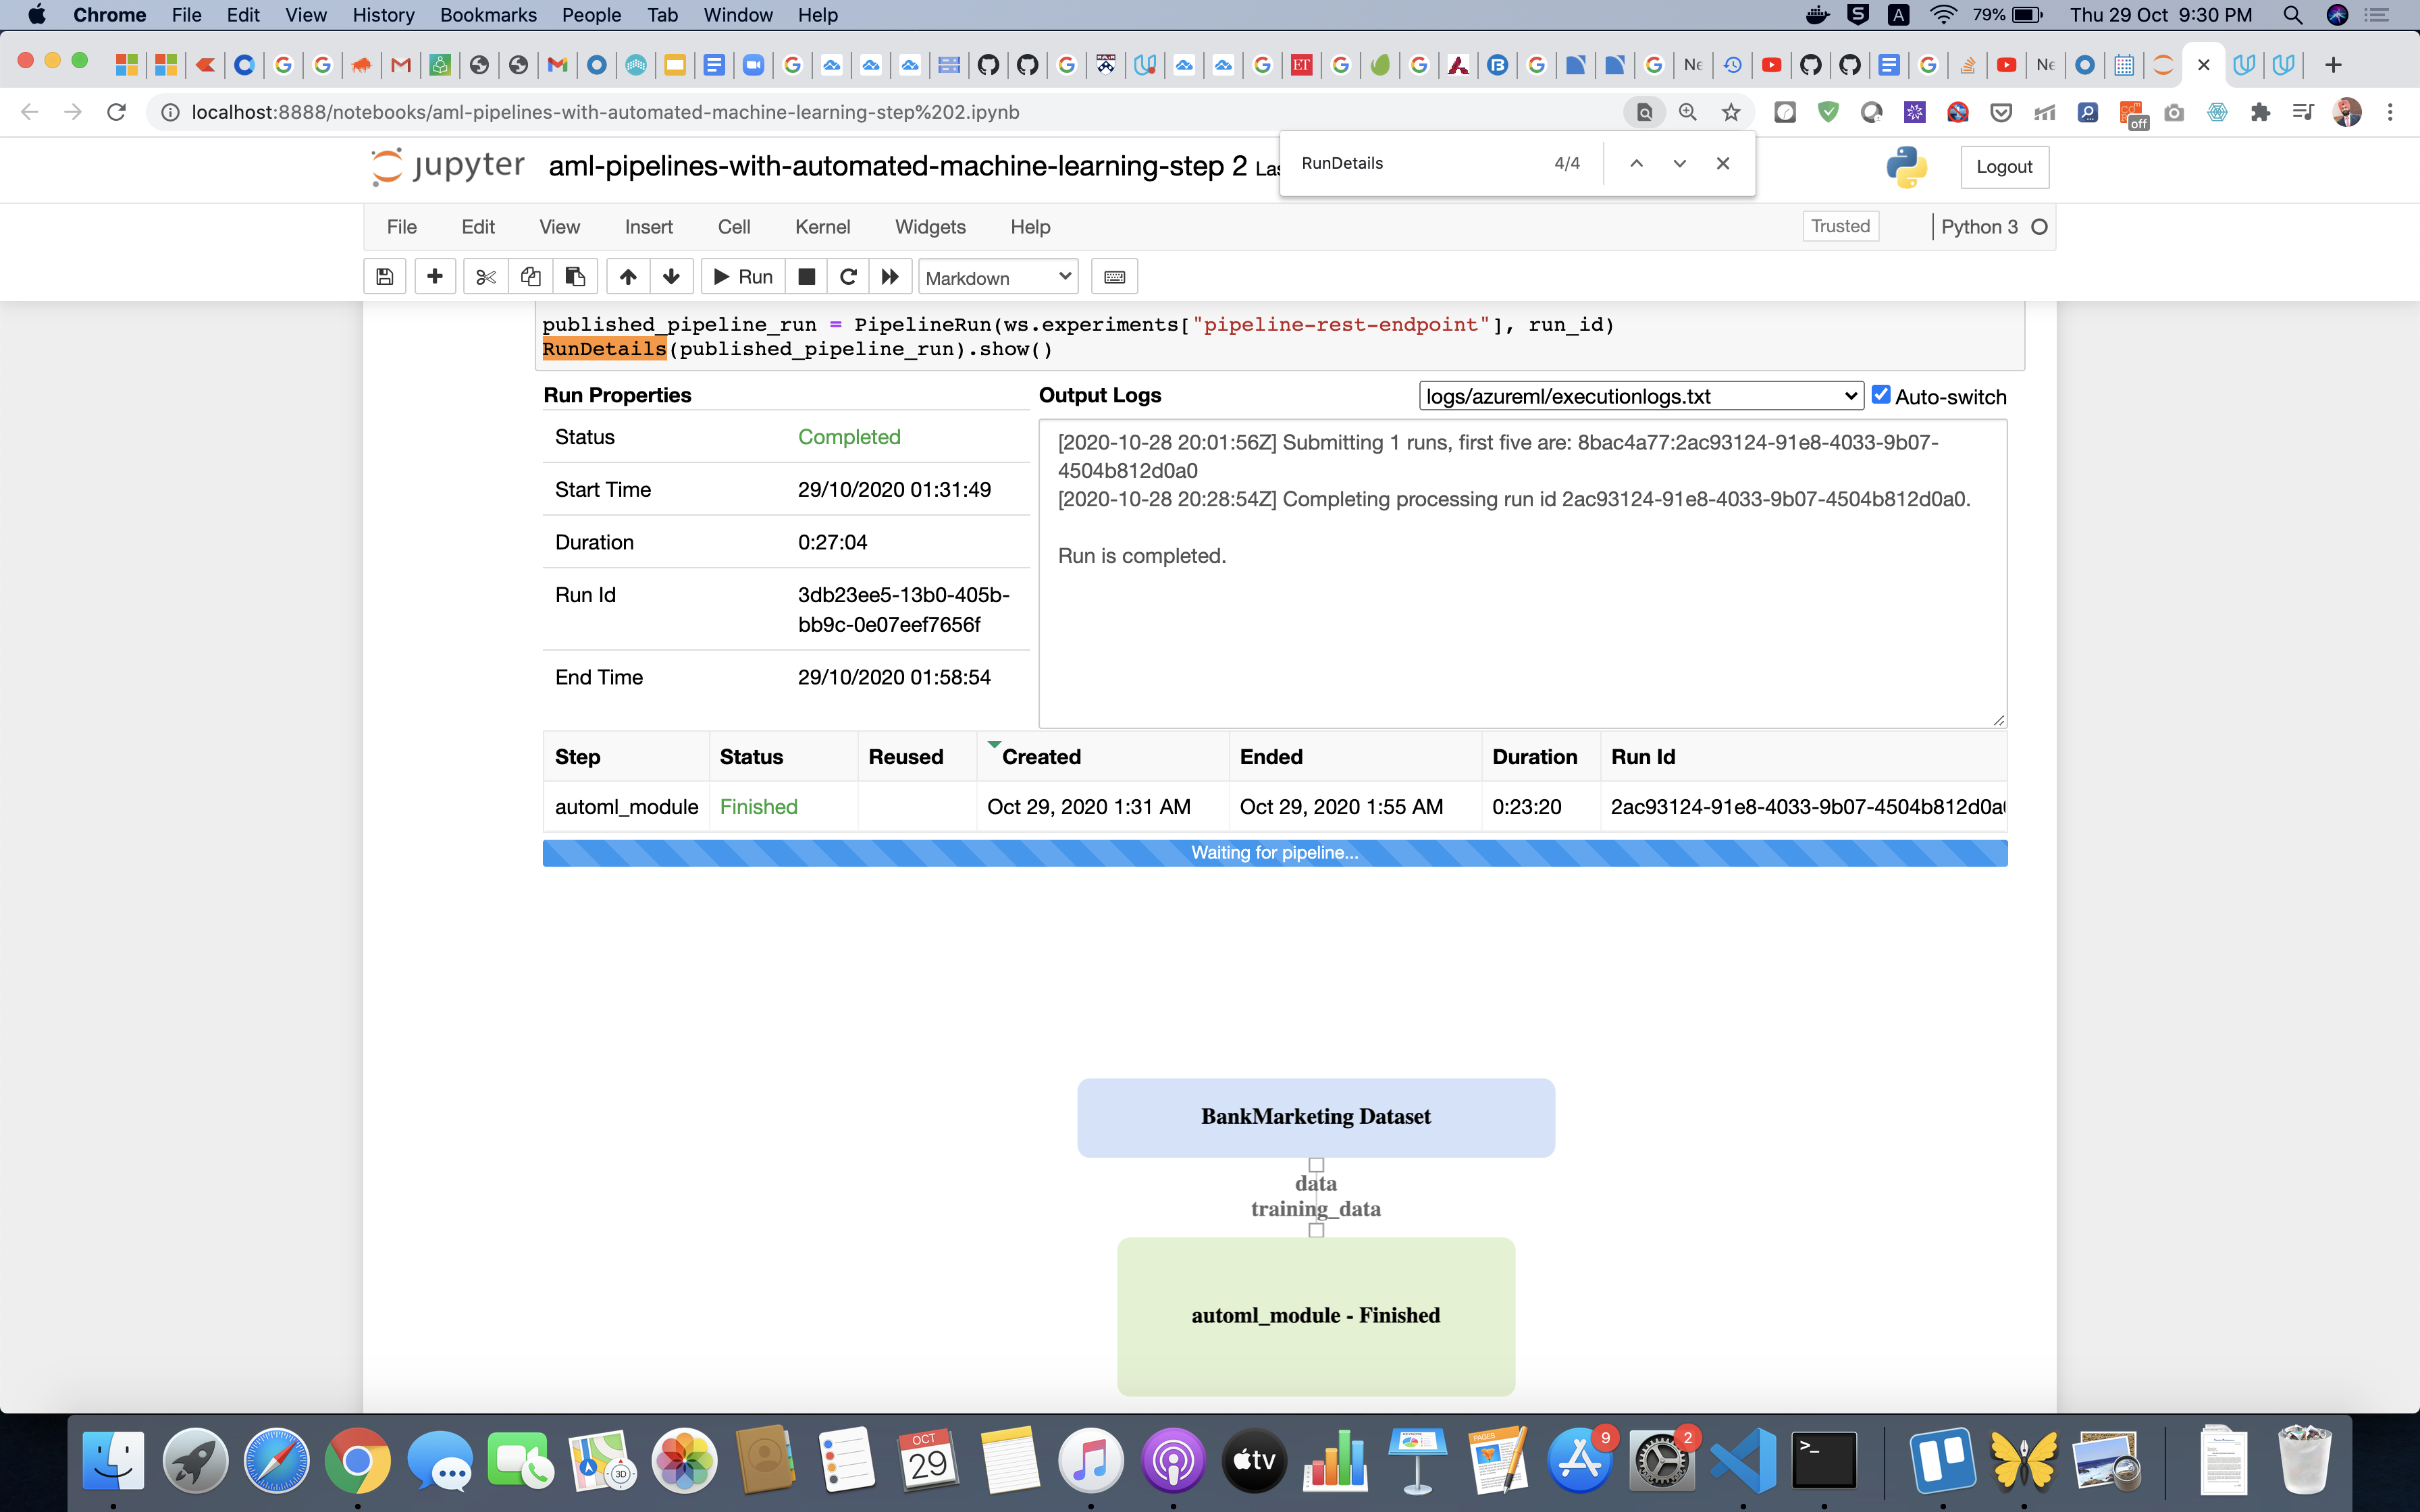 Chrome File Edit View History Bookmarks People Tab Window Help 79% Thu 29 Oct 9:30 PM
localhost:8888/notebooks/aml-pipelines-with-automated-machine-learning-step%202.ipynb
off
jupyter aml-pipelines-with-automated-machine-learning-step 2 Las
RunDetails 4/4
Logout
File Edit View Insert Cell Kernel Widgets Help Trusted Python 3
Run Markdown
published_pipeline_run = PipelineRun(ws.experiments["pipeline-rest-endpoint"], run_id)
RunDetails(published_pipeline_run).show()
Run Properties
Status Completed
Start Time 29/10/2020 01:31:49
Duration 0:27:04
Run Id 3db23ee5-13b0-405b-
bb9c-0e07eef7656f
End Time 29/10/2020 01:58:54
Output Logs logs/azureml/executionlogs.txt Auto-switch
[2020-10-28 20:01:56Z] Submitting 1 runs, first five are: 8bac4a77:2ac93124-91e8-4033-9b07-
4504b812d0a0
[2020-10-28 20:28:54Z] Completing processing run id 2ac93124-91e8-4033-9b07-4504b812d0a0.
Run is completed.
Step Status Reused Created Ended Duration Run Id
automl_module Finished Oct 29, 2020 1:31 AM Oct 29, 2020 1:55 AM 0:23:20 2ac93124-91e8-4033-9b07-4504b812d0a
Waiting for pipeline...
BankMarketing Dataset
data
training_data
automl_module - Finished
OCT
29
3D
tv
PAGES
9
2